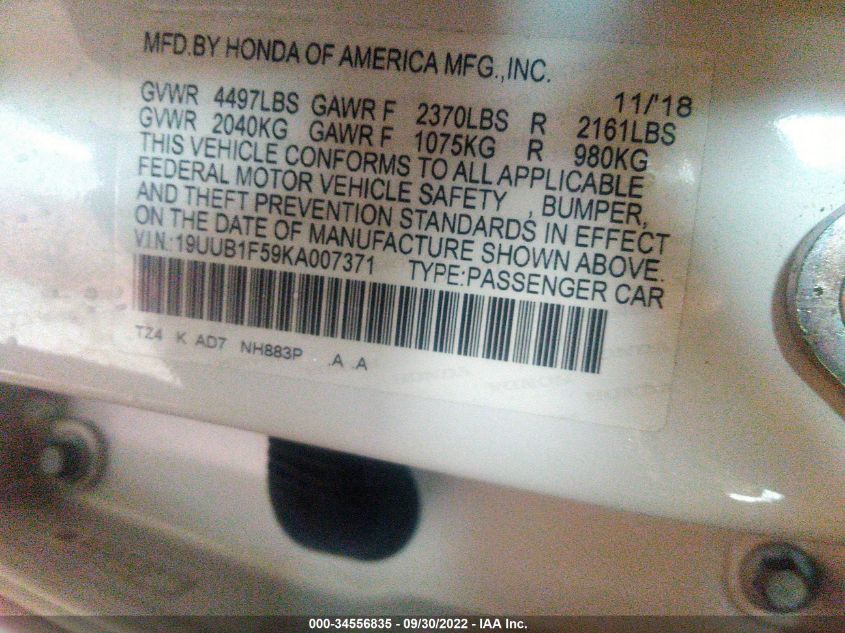 MFD.BY HONDA OF AMERICA MFG.,INC.
11/'18
GVWR 4497LBS GAWR F 2370LBS R 2161LBS
GVWR 2040KG GAWR F 1075KG R 980KG
THIS VEHICLE CONFORMS TO ALL APPLICABLE
FEDERAL MOTOR VEHICLE SAFETY , BUMPER,
AND THEFT PREVENTION STANDARDS IN EFFECT
ON THE DATE OF MANUFACTURE SHOWN ABOVE.
V.I.N.:19UUB1F59KA007371 TYPE:PASSENGER CAR
TZ4 K AD7 NH883P .A .A
HONDA HONDA
000-34556835 - 09/30/2022 - IAA Inc.